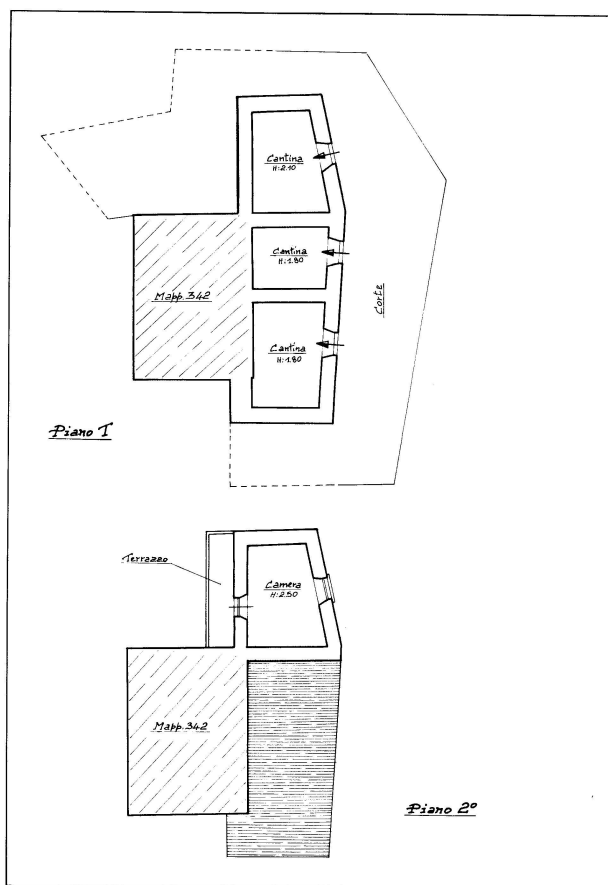 Cantina
H:2.10
Cantina
H:1.80
Mapp.342
Corte
Cantina
H:1.80
Piano T
Terrazzo
Camera
H:2.50
Mapp.342
Piano 2°